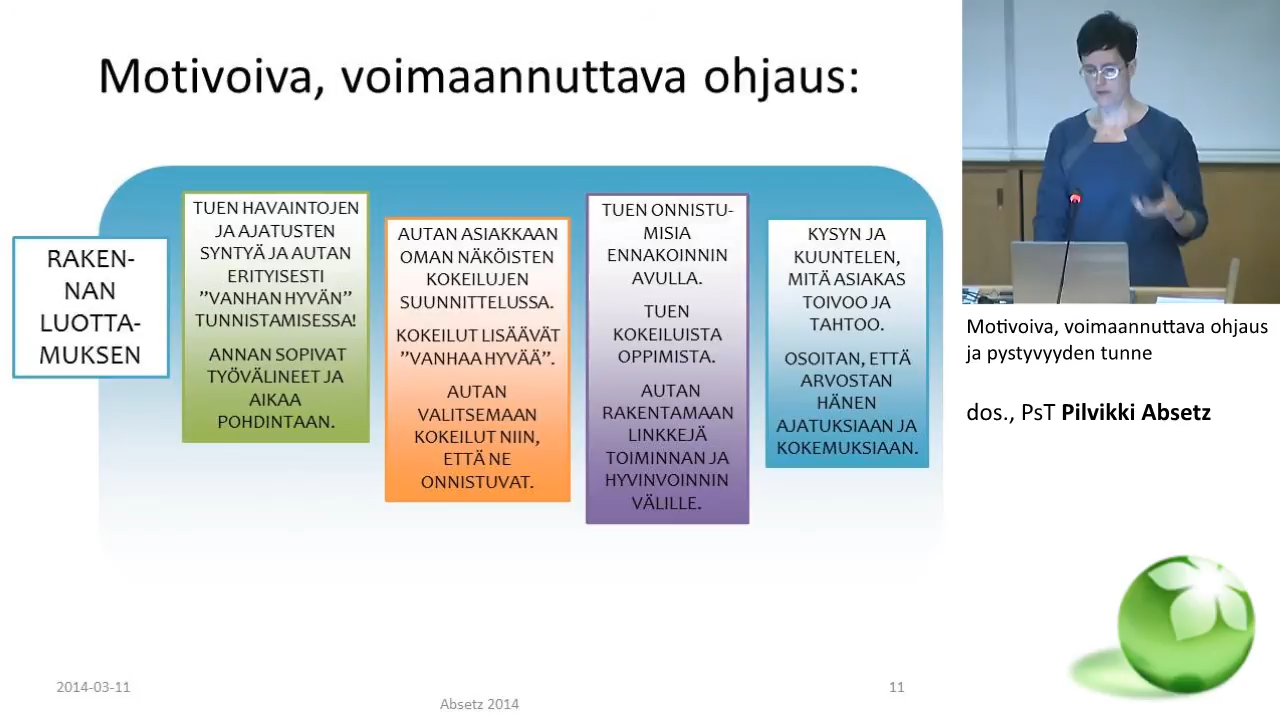 Motivoiva, voimaannuttava ohjaus:
RAKEN-
NAN
LUOTTA-
MUKSEN
TUEN HAVAINTOJEN
JA AJATUSTEN
SYNTYÄ JA AUTAN
ERITYISESTI
”VANHAN HYVÄN”
TUNNISTAMISESSA!
ANNAN SOPIVAT
TYÖVÄLINEET JA
AIKAA
POHDINTAAN.
AUTAN ASIAKKAAN
OMAN NÄKÖISTEN
KOKEILUJEN
SUUNNITTELUSSA.
KOKEILUT LISÄÄVÄT
”VANHAA HYVÄÄ”.
AUTAN
VALITSEMAAN
KOKEILUT NIIN,
ETTÄ NE
ONNISTUVAT.
TUEN ONNISTU-
MISIA
ENNAKOINNIN
AVULLA.
TUEN
KOKEILUISTA
OPPIMISTA.
AUTAN
RAKENTAMAAN
LINKKEJÄ
TOIMINNAN JA
HYVINVOINNIN
VÄLILLE.
KYSYN JA
KUUNTELEN,
MITÄ ASIAKAS
TOIVOO JA
TAHTOO.
OSOITAN, ETTÄ
ARVOSTAN
HÄNEN
AJATUKSIAAN JA
KOKEMUKSIAAN.
Motivoiva, voimaannuttava ohjaus
ja pystyvyyden tunne
dos., PsT Pilvikki Absetz
2014-03-11
Absetz 2014
11